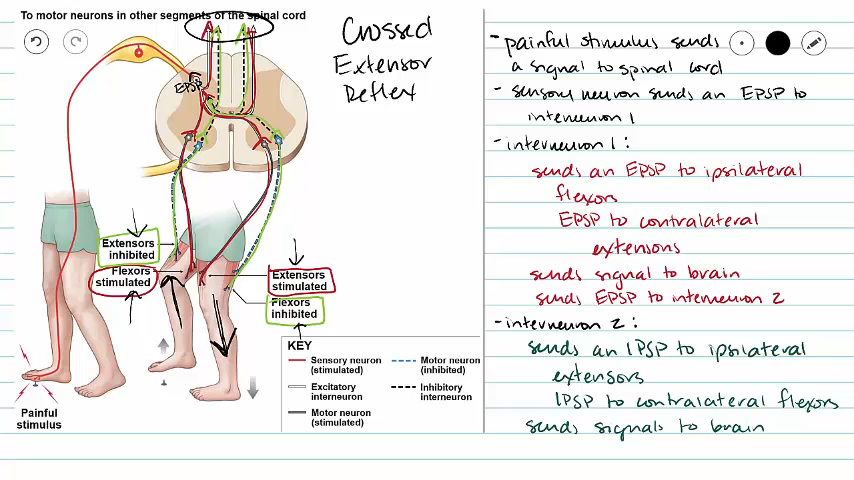 To motor neurons in other segments of the spinal cord
Crossed
Extensor
Reflex
EPSP
Extensors
inhibited
Flexors
stimulated
Extensors
stimulated
Flexors
inhibited
Painful
stimulus
KEY
Sensory neuron
(stimulated)
Excitatory
interneuron
Motor neuron
(stimulated)
Motor neuron
(inhibited)
Inhibitory
interneuron
- painful stimulus sends
a signal to spinal cord
- sensory neuron sends an EPSP to
interneuron 1
- interneuron 1:
sends an EPSP to ipsilateral
flexors
EPSP to contralateral
extensors
sends signal to brain
sends EPSP to interneuron 2
- interneuron 2:
sends an IPSP to ipsilateral
extensors
IPSP to contralateral flexors
sends signals to brain